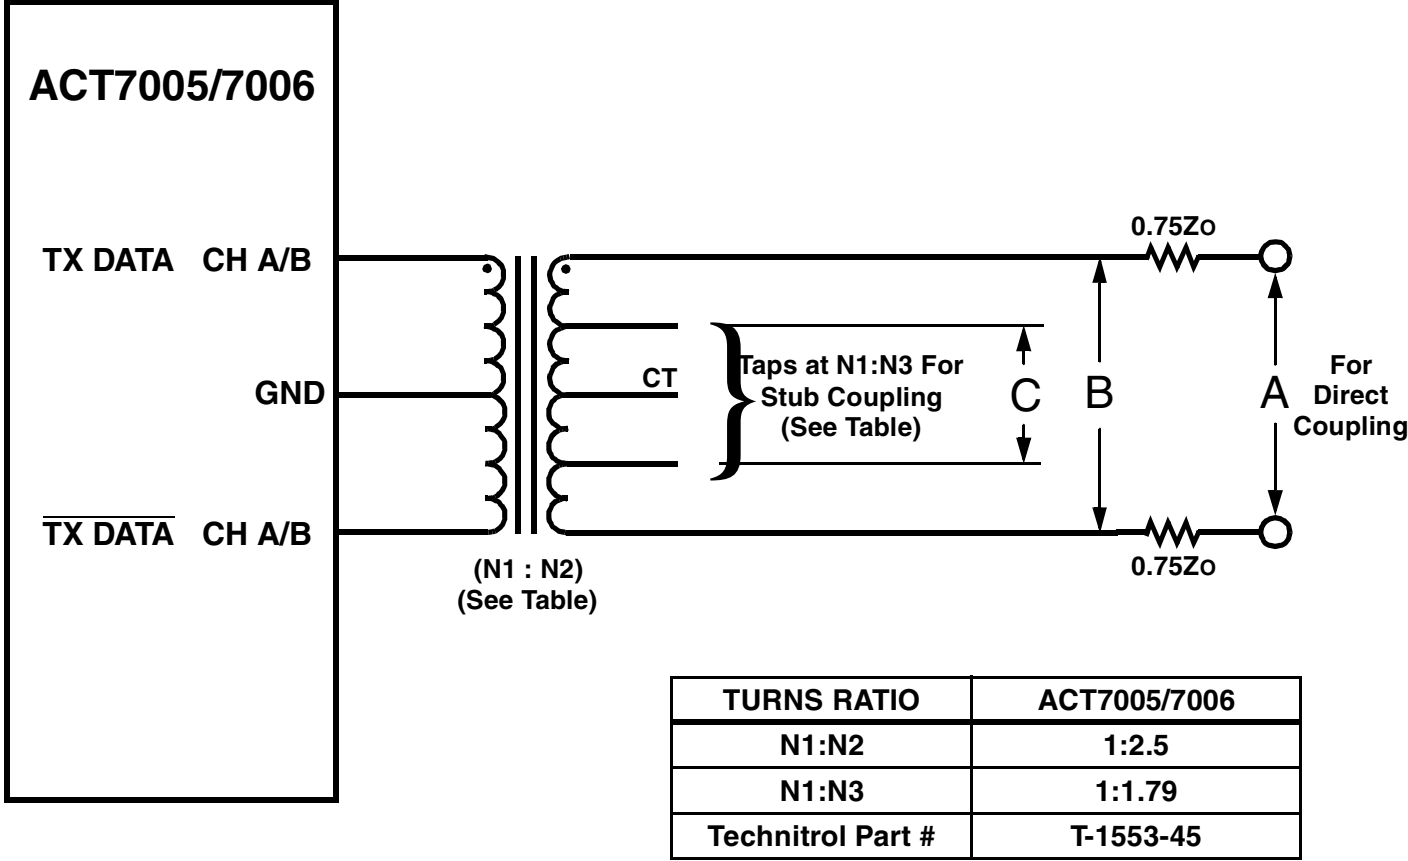 ACT7005/7006
TX DATA CH A/B
GND
TX DATA CH A/B
(N1 : N2)
(See Table)
CT
Taps at N1:N3 For
Stub Coupling
(See Table)
C
B
0.75ZO
0.75ZO
A
For
Direct
Coupling
TURNS RATIO ACT7005/7006
N1:N2 1:2.5
N1:N3 1:1.79
Technitrol Part # T-1553-45